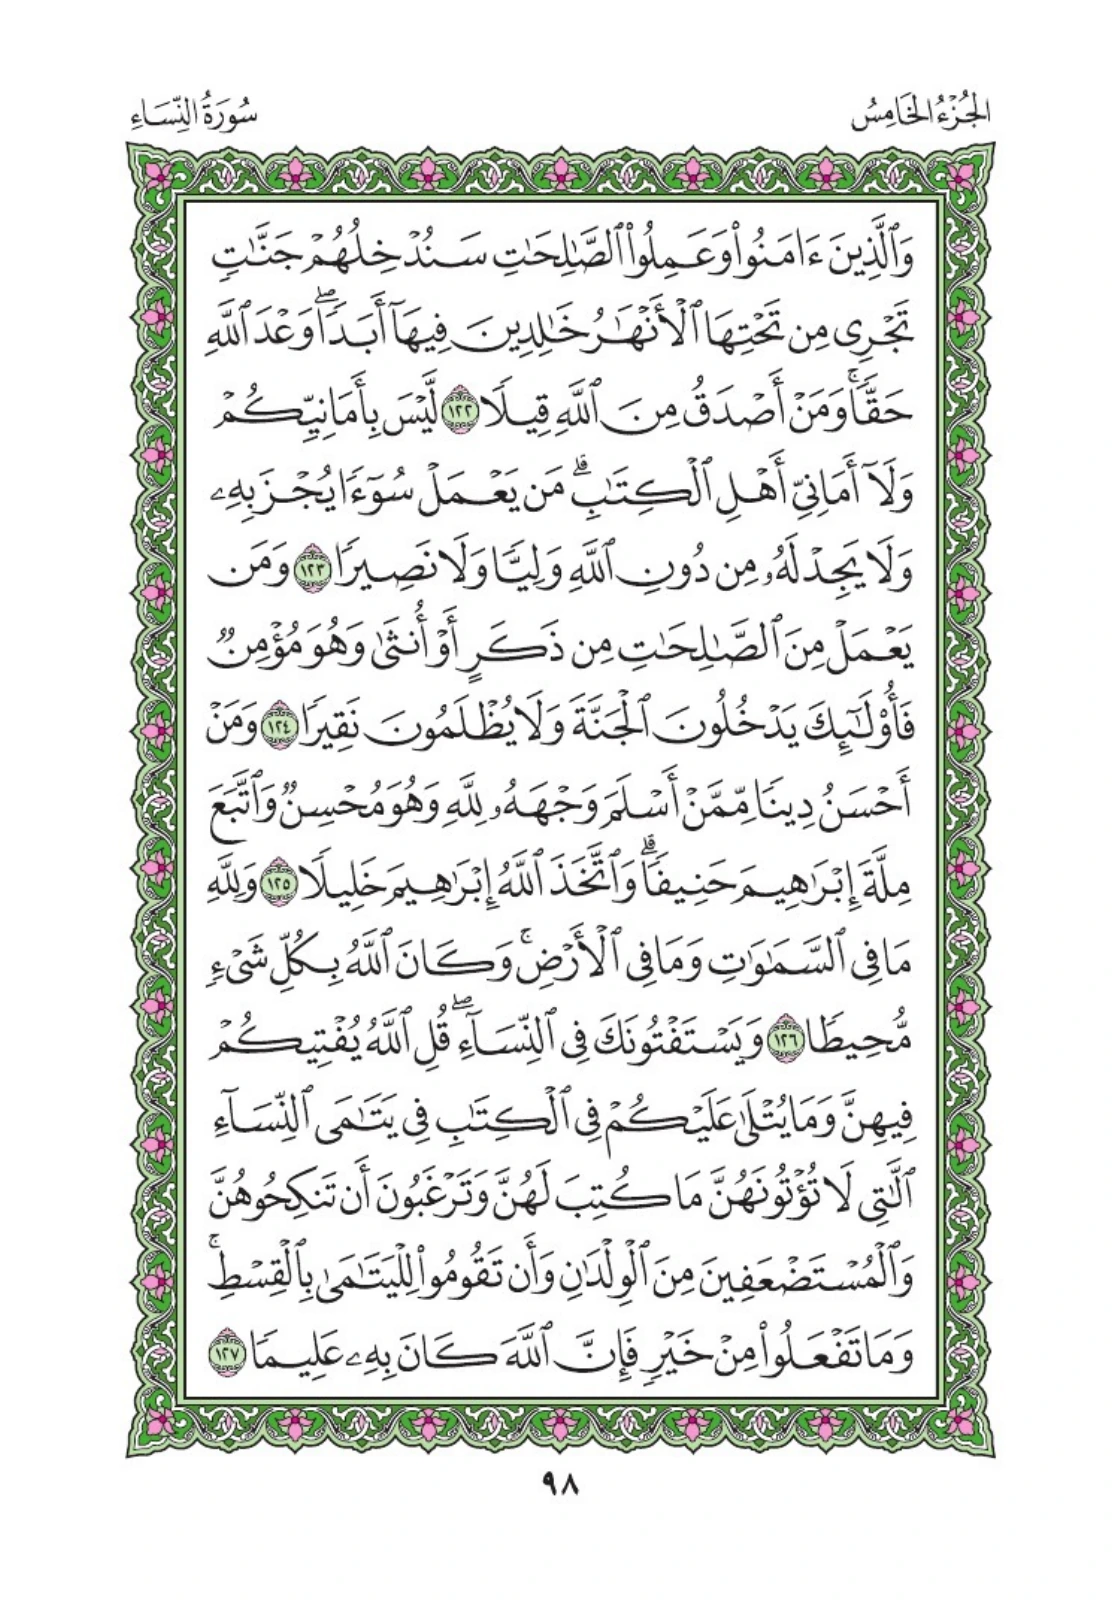 الجُزْءُ الخَامِسُ
سُورَةُ النِّسَاءِ
وَٱلَّذِينَ ءَامَنُوا۟ وَعَمِلُوا۟ ٱلصَّـٰلِحَـٰتِ سَنُدْخِلُهُمْ جَنَّـٰتٍ
تَجْرِى مِن تَحْتِهَا ٱلْأَنْهَـٰرُ خَـٰلِدِينَ فِيهَآ أَبَدًا ۖ وَعْدَ ٱللَّهِ
حَقًّا ۚ وَمَنْ أَصْدَقُ مِنَ ٱللَّهِ قِيلًا ١٢٢ لَّيْسَ بِأَمَانِيِّكُمْ
وَلَآ أَمَانِىِّ أَهْلِ ٱلْكِتَـٰبِ ۗ مَن يَعْمَلْ سُوٓءًا يُجْزَ بِهِۦ
وَلَا يَجِدْ لَهُۥ مِن دُونِ ٱللَّهِ وَلِيًّا وَلَا نَصِيرًا ١٢٣ وَمَن
يَعْمَلْ مِنَ ٱلصَّـٰلِحَـٰتِ مِن ذَكَرٍ أَوْ أُنثَىٰ وَهُوَ مُؤْمِنٌ
فَأُو۟لَـٰٓئِكَ يَدْخُلُونَ ٱلْجَنَّةَ وَلَا يُظْلَمُونَ نَقِيرًا ١٢٤ وَمَنْ
أَحْسَنُ دِينًا مِّمَّنْ أَسْلَمَ وَجْهَهُۥ لِلَّهِ وَهُوَ مُحْسِنٌ وَٱتَّبَعَ
مِلَّةَ إِبْرَٰهِيمَ حَنِيفًا ۗ وَٱتَّخَذَ ٱللَّهُ إِبْرَٰهِيمَ خَلِيلًا ١٢٥ وَلِلَّهِ
مَا فِى ٱلسَّمَـٰوَٰتِ وَمَا فِى ٱلْأَرْضِ ۚ وَكَانَ ٱللَّهُ بِكُلِّ شَىْءٍ
مُّحِيطًا ١٢٦ وَيَسْتَفْتُونَكَ فِى ٱلنِّسَآءِ ۖ قُلِ ٱللَّهُ يُفْتِيكُمْ
فِيهِنَّ وَمَا يُتْلَىٰ عَلَيْكُمْ فِى ٱلْكِتَـٰبِ فِى يَتَـٰمَى ٱلنِّسَآءِ
ٱلَّـٰتِى لَا تُؤْتُونَهُنَّ مَا كُتِبَ لَهُنَّ وَتَرْغَبُونَ أَن تَنكِحُوهُنَّ
وَٱلْمُسْتَضْعَفِينَ مِنَ ٱلْوِلْدَٰنِ وَأَن تَقُومُوا۟ لِلْيَتَـٰمَىٰ بِٱلْقِسْطِ ۚ
وَمَا تَفْعَلُوا۟ مِنْ خَيْرٍ فَإِنَّ ٱللَّهَ كَانَ بِهِۦ عَلِيمًا ١٢٧
٩٨